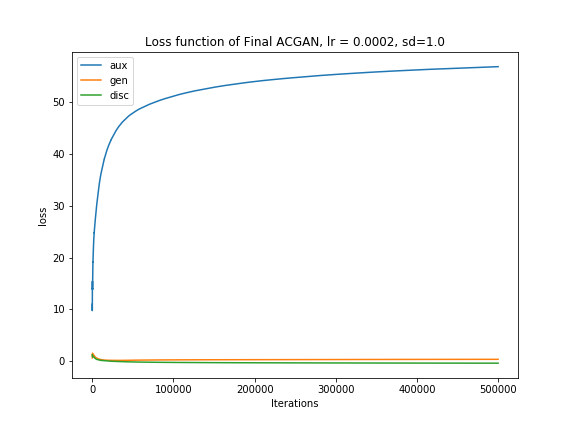 Loss function of Final ACGAN, lr = 0.0002, sd=1.0
aux
gen
disc
50
40
30
20
10
0
loss
0 100000 200000 300000 400000 500000
Iterations